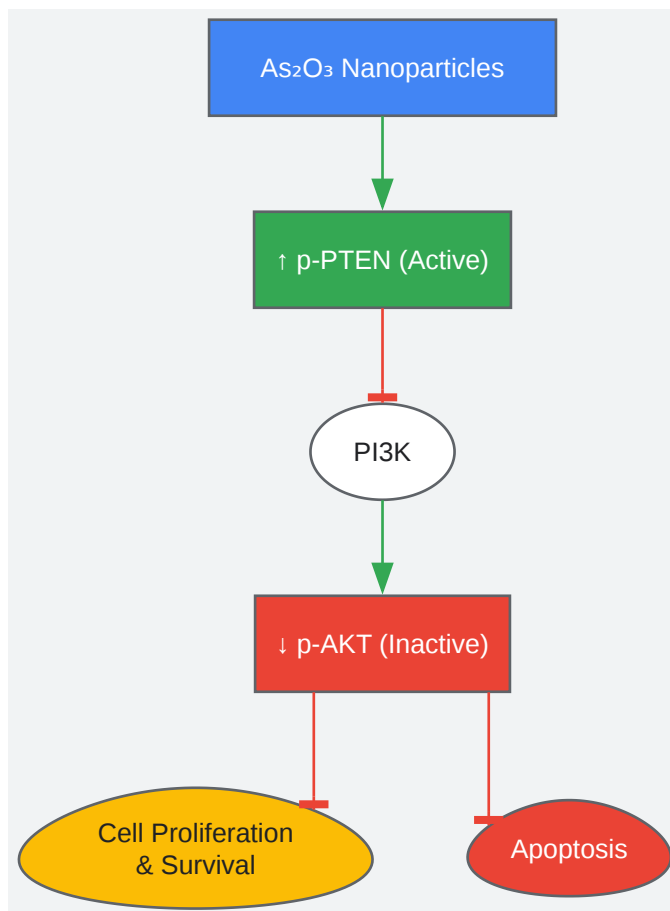 As₂O₃ Nanoparticles
↑ p-PTEN (Active)
PI3K
↓ p-AKT (Inactive)
Cell Proliferation
& Survival
Apoptosis